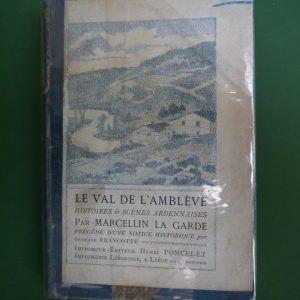 LE VAL DE L'AMBLÈVE
HISTOIRES & SCÈNES ARDENNAISES
PAR MARCELLIN LA GARDE
PRÉCÉDÉ D'UNE NOTICE HISTORIQUE par
GUSTAVE FRANCOTTE
IMPRIMEUR-ÉDITEUR HENRI PONCELET
IMPRIMERIE LIÉGEOISE, A LIÉGE